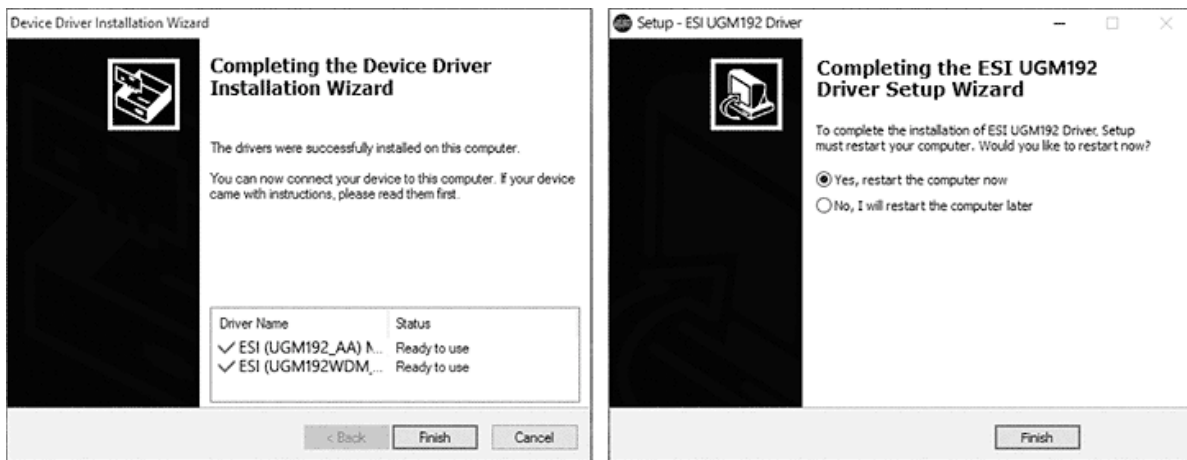 Device Driver Installation Wizard
Completing the Device Driver
Installation Wizard
The drivers were successfully installed on this computer.
You can now connect your device to this computer. If your device
came with instructions, please read them first.
Driver Name Status
ESI (UGM192_AA) M... Ready to use
ESI (UGM192WDM_... Ready to use
< Back Finish Cancel
Setup - ESI UGM192 Driver
Completing the ESI UGM192
Driver Setup Wizard
To complete the installation of ESI UGM192 Driver, Setup
must restart your computer. Would you like to restart now?
Yes, restart the computer now
No, I will restart the computer later
Finish